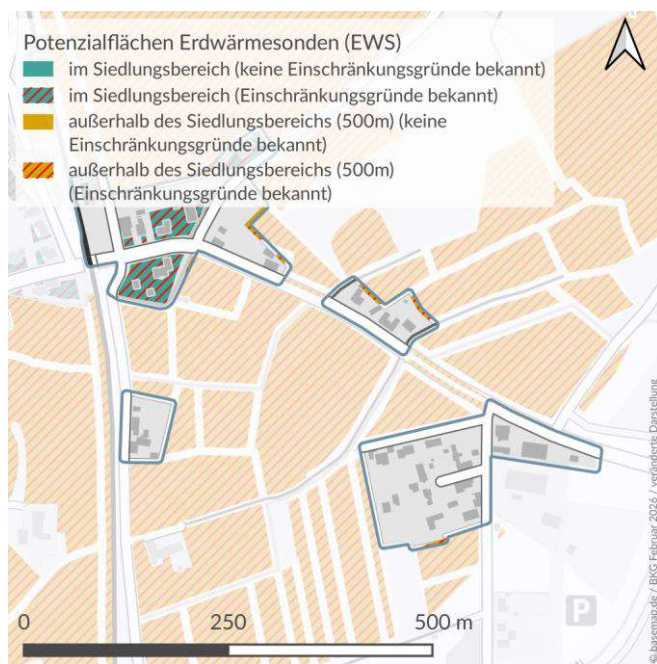 Potenzialflächen Erdwärmesonden (EWS)
im Siedlungsbereich (keine Einschränkungsgründe bekannt)
im Siedlungsbereich (Einschränkungsgründe bekannt)
außerhalb des Siedlungsbereichs (500m) (keine
Einschränkungsgründe bekannt)
außerhalb des Siedlungsbereichs (500m)
(Einschränkungsgründe bekannt)
© basemap.de / BKG Februar 2026 / veränderte Darstellung
P
0 250 500 m